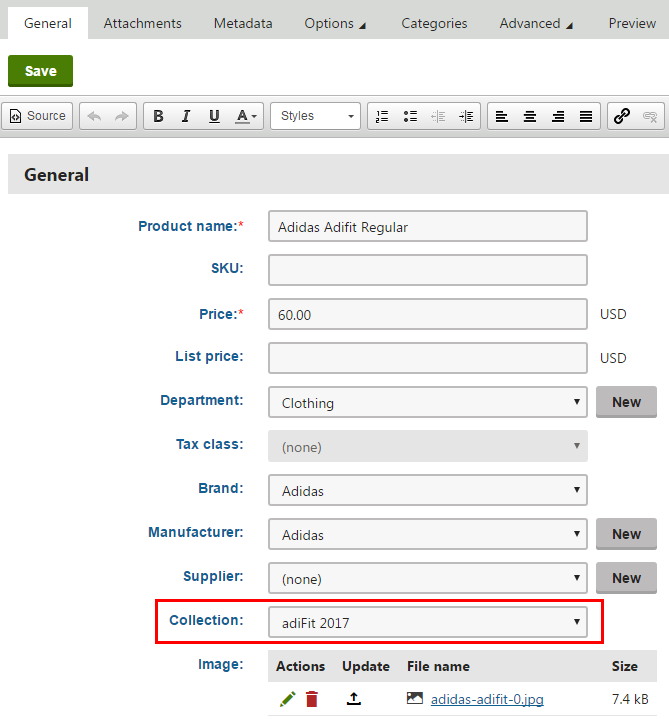 General Attachments Metadata Options Categories Advanced Preview
Save
Source B I U A Styles
General
Product name:* Adidas Adifit Regular
SKU:
Price:* 60.00 USD
List price: USD
Department: Clothing New
Tax class: (none)
Brand: Adidas
Manufacturer: Adidas New
Supplier: (none) New
Collection: adiFit 2017
Image: Actions Update File name Size
adidas-adifit-0.jpg 7.4 kB